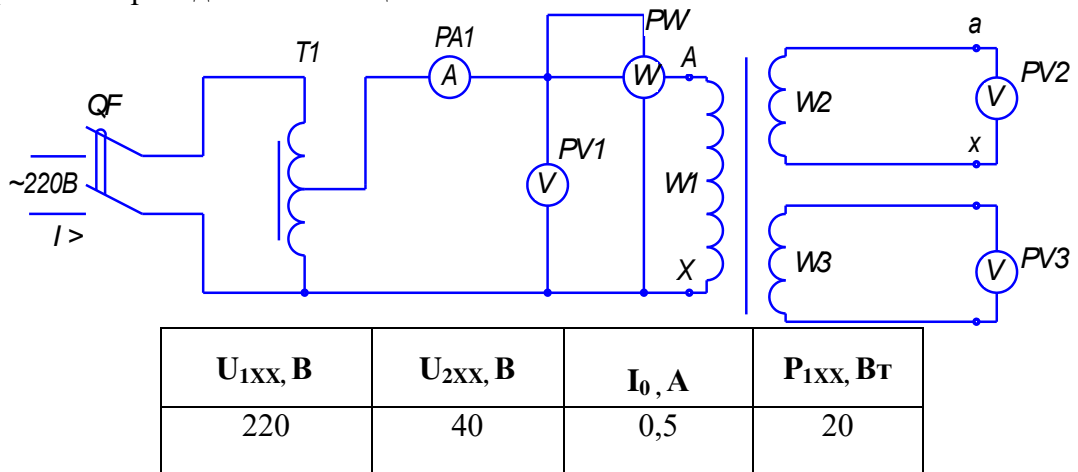 PW
a
T1
PA1
A
A
W
QF
W2
V
PV2
x
PV1
~220В
V
W1
I >
W3
V
PV3
X
U1XX, В U2XX, В I0 , А P1XX, Вт
220 40 0,5 20